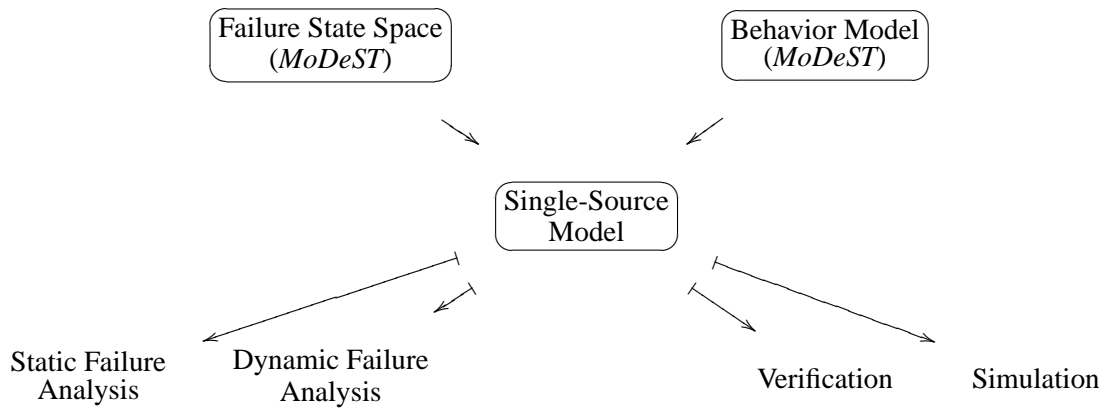 Failure State Space
(MoDeST)
Behavior Model
(MoDeST)
Single-Source
Model
Static Failure
Analysis
Dynamic Failure
Analysis
Verification
Simulation